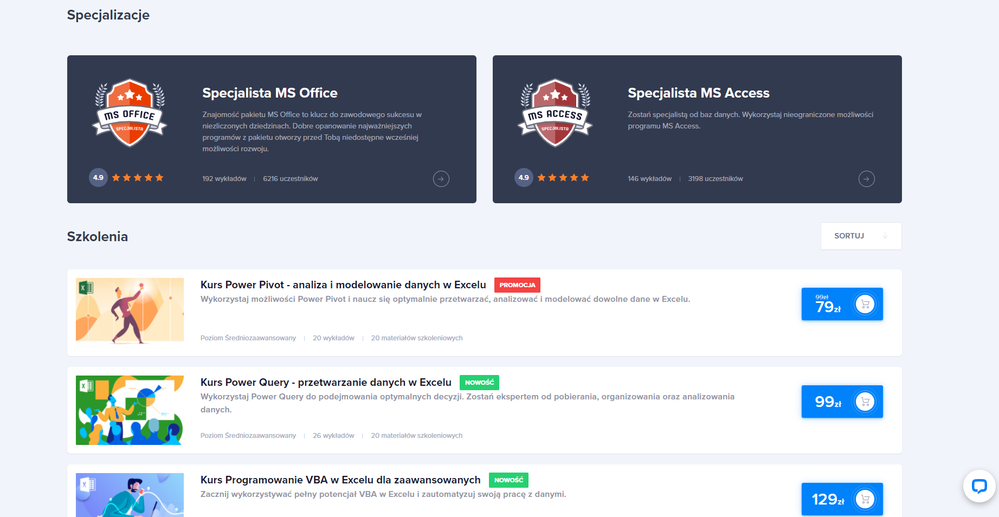 Specjalizacje
MS OFFICE
SPECJALISTA
Specjalista MS Office
Znajomość pakietu MS Office to klucz do zawodowego sukcesu w
niezliczonych dziedzinach. Dobre opanowanie najważniejszych
programów z pakietu otworzy przed Tobą niedostępne wcześniej
możliwości rozwoju.
4.9
192 wykładów
6216 uczestników
MS ACCESS
SPECJALISTA
Specjalista MS Access
Zostań specjalistą od baz danych. Wykorzystaj nieograniczone możliwości
programu MS Access.
4.9
146 wykładów
3198 uczestników
Szkolenia
SORTUJ
Kurs Power Pivot - analiza i modelowanie danych w Excelu
PROMOCJA
Wykorzystaj możliwości Power Pivot i naucz się optymalnie przetwarzać, analizować i modelować dowolne dane w Excelu.
Poziom Średniozaawansowany
20 wykładów
20 materiałów szkoleniowych
99zł
79zł
Kurs Power Query - przetwarzanie danych w Excelu
NOWOŚĆ
Wykorzystaj Power Query do podejmowania optymalnych decyzji. Zostań ekspertem od pobierania, organizowania oraz analizowania
danych.
Poziom Średniozaawansowany
26 wykładów
20 materiałów szkoleniowych
99zł
Kurs Programowanie VBA w Excelu dla zaawansowanych
NOWOŚĆ
Zacznij wykorzystywać pełny potencjał VBA w Excelu i zautomatyzuj swoją pracę z danymi.
129zł